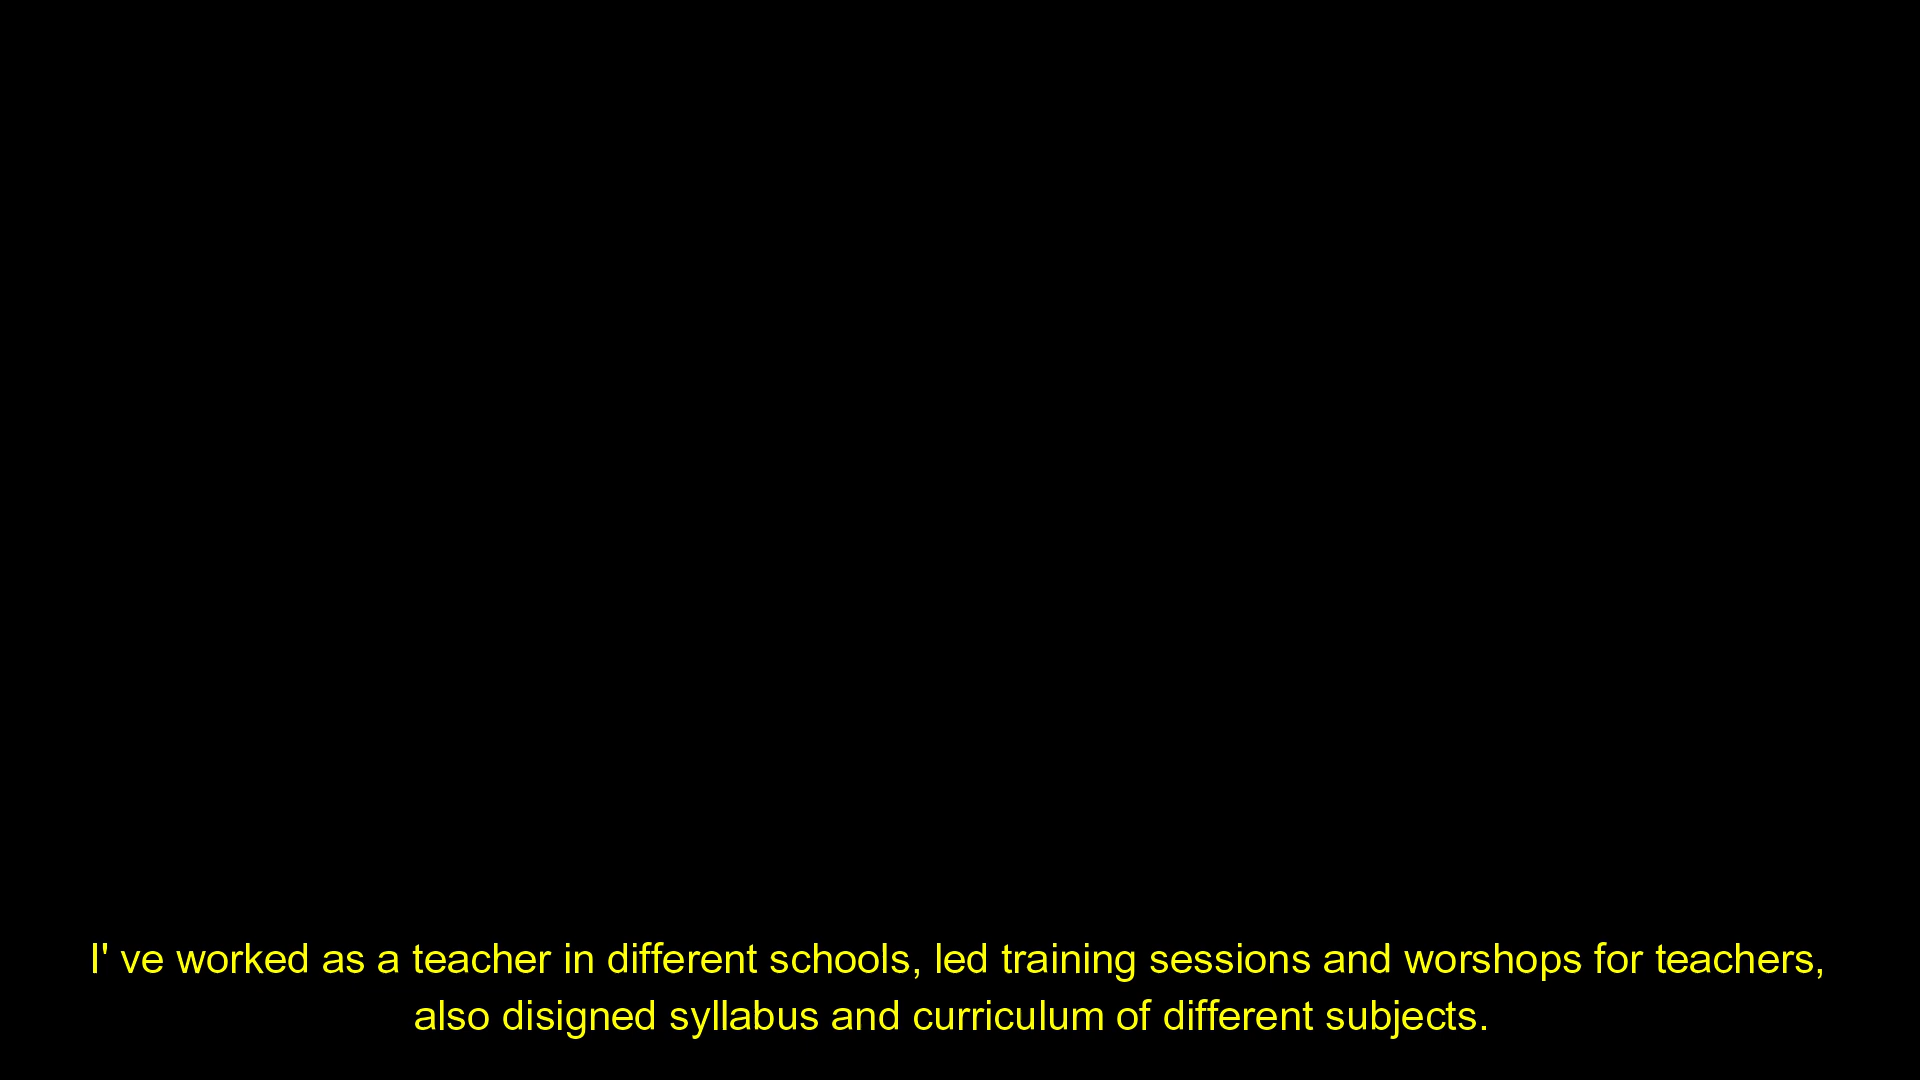 I' ve worked as a teacher in different schools, led training sessions and worshops for teachers,
also disigned syllabus and curriculum of different subjects.